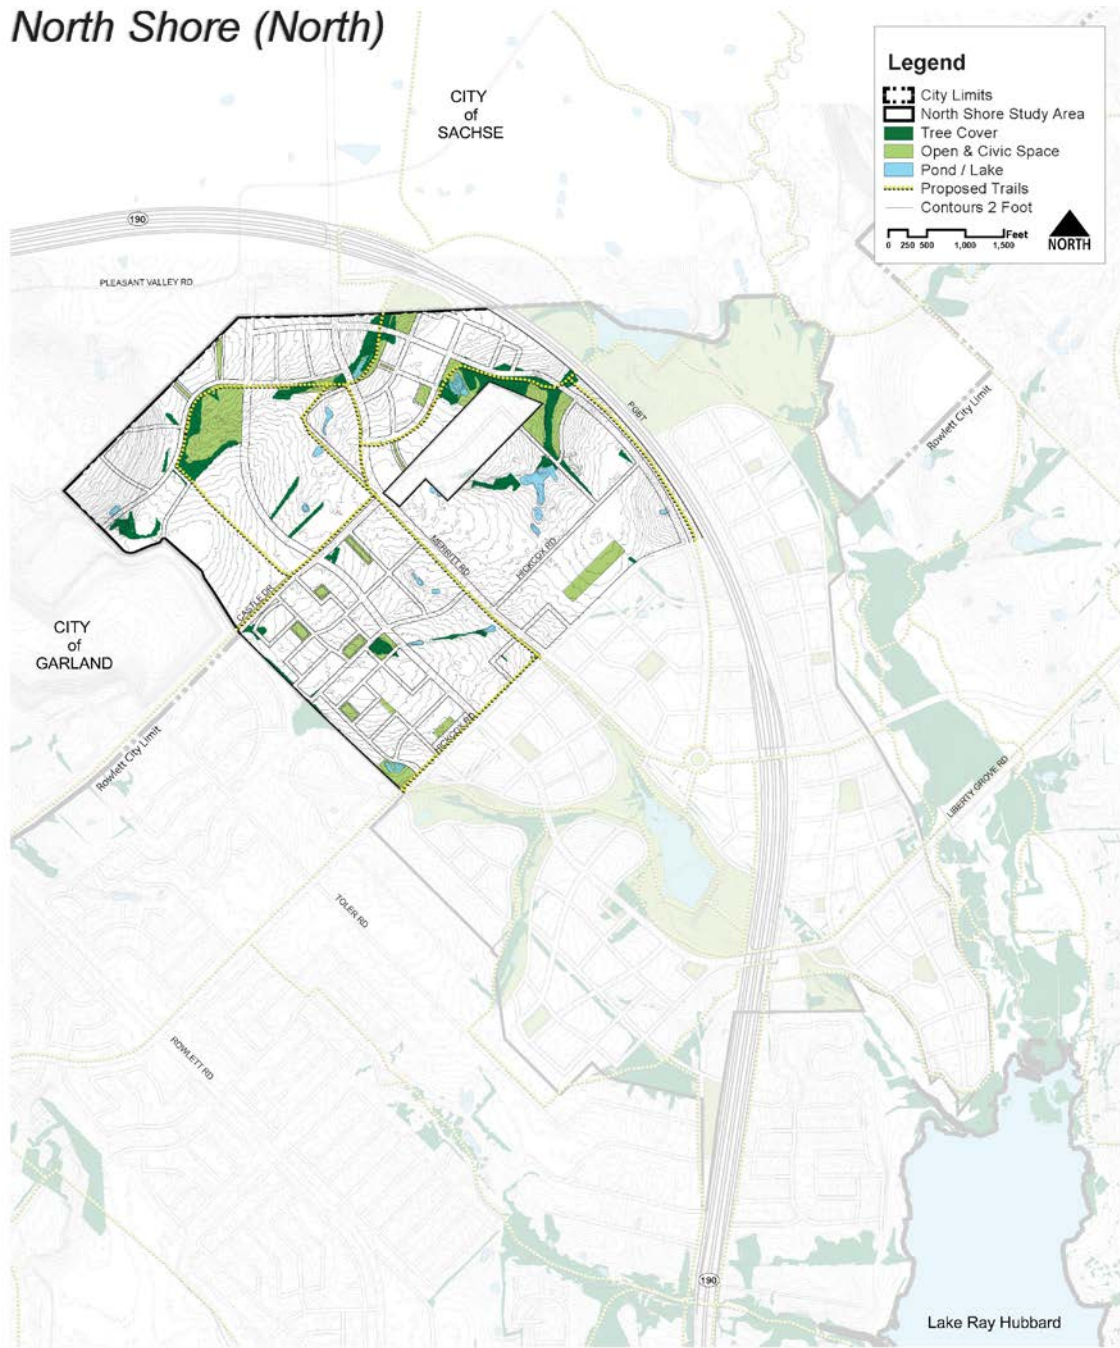 North Shore (North)
Legend
City Limits
North Shore Study Area
Tree Cover
Open & Civic Space
Pond / Lake
Proposed Trails
Contours 2 Foot
Feet
0 250 500 1,000 1,500
NORTH
CITY
of
SACHSE
190
PLEASANT VALLEY RD
PGBT
Rowlett City Limit
MERRITT RD
HICKCOX RD
CASTLE DR
CITY
of
GARLAND
HICKCOX RD
Rowlett City Limit
LIBERTY GROVE RD
TOLER RD
ROWLETT RD
190
Lake Ray Hubbard